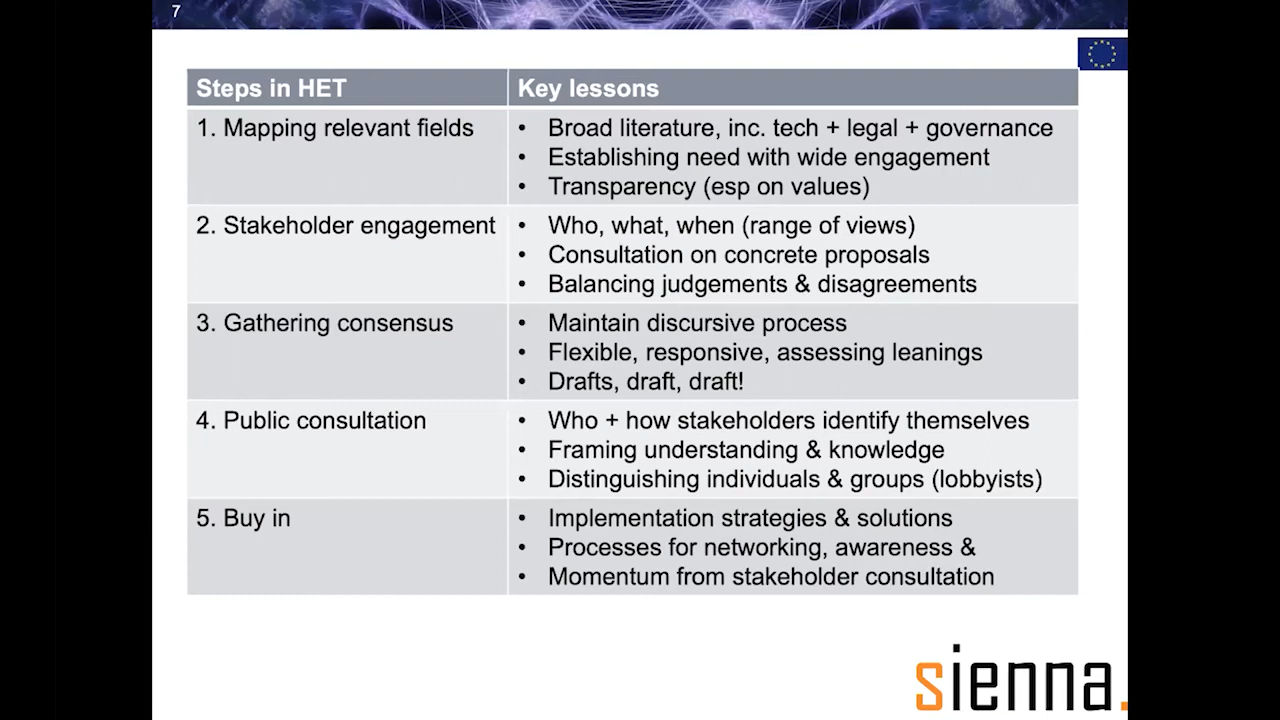 7
Steps in HET
Key lessons
1. Mapping relevant fields
• Broad literature, inc. tech + legal + governance
• Establishing need with wide engagement
• Transparency (esp on values)
2. Stakeholder engagement
• Who, what, when (range of views)
• Consultation on concrete proposals
• Balancing judgements & disagreements
3. Gathering consensus
• Maintain discursive process
• Flexible, responsive, assessing leanings
• Drafts, draft, draft!
4. Public consultation
• Who + how stakeholders identify themselves
• Framing understanding & knowledge
• Distinguishing individuals & groups (lobbyists)
5. Buy in
• Implementation strategies & solutions
• Processes for networking, awareness &
• Momentum from stakeholder consultation
sienna.